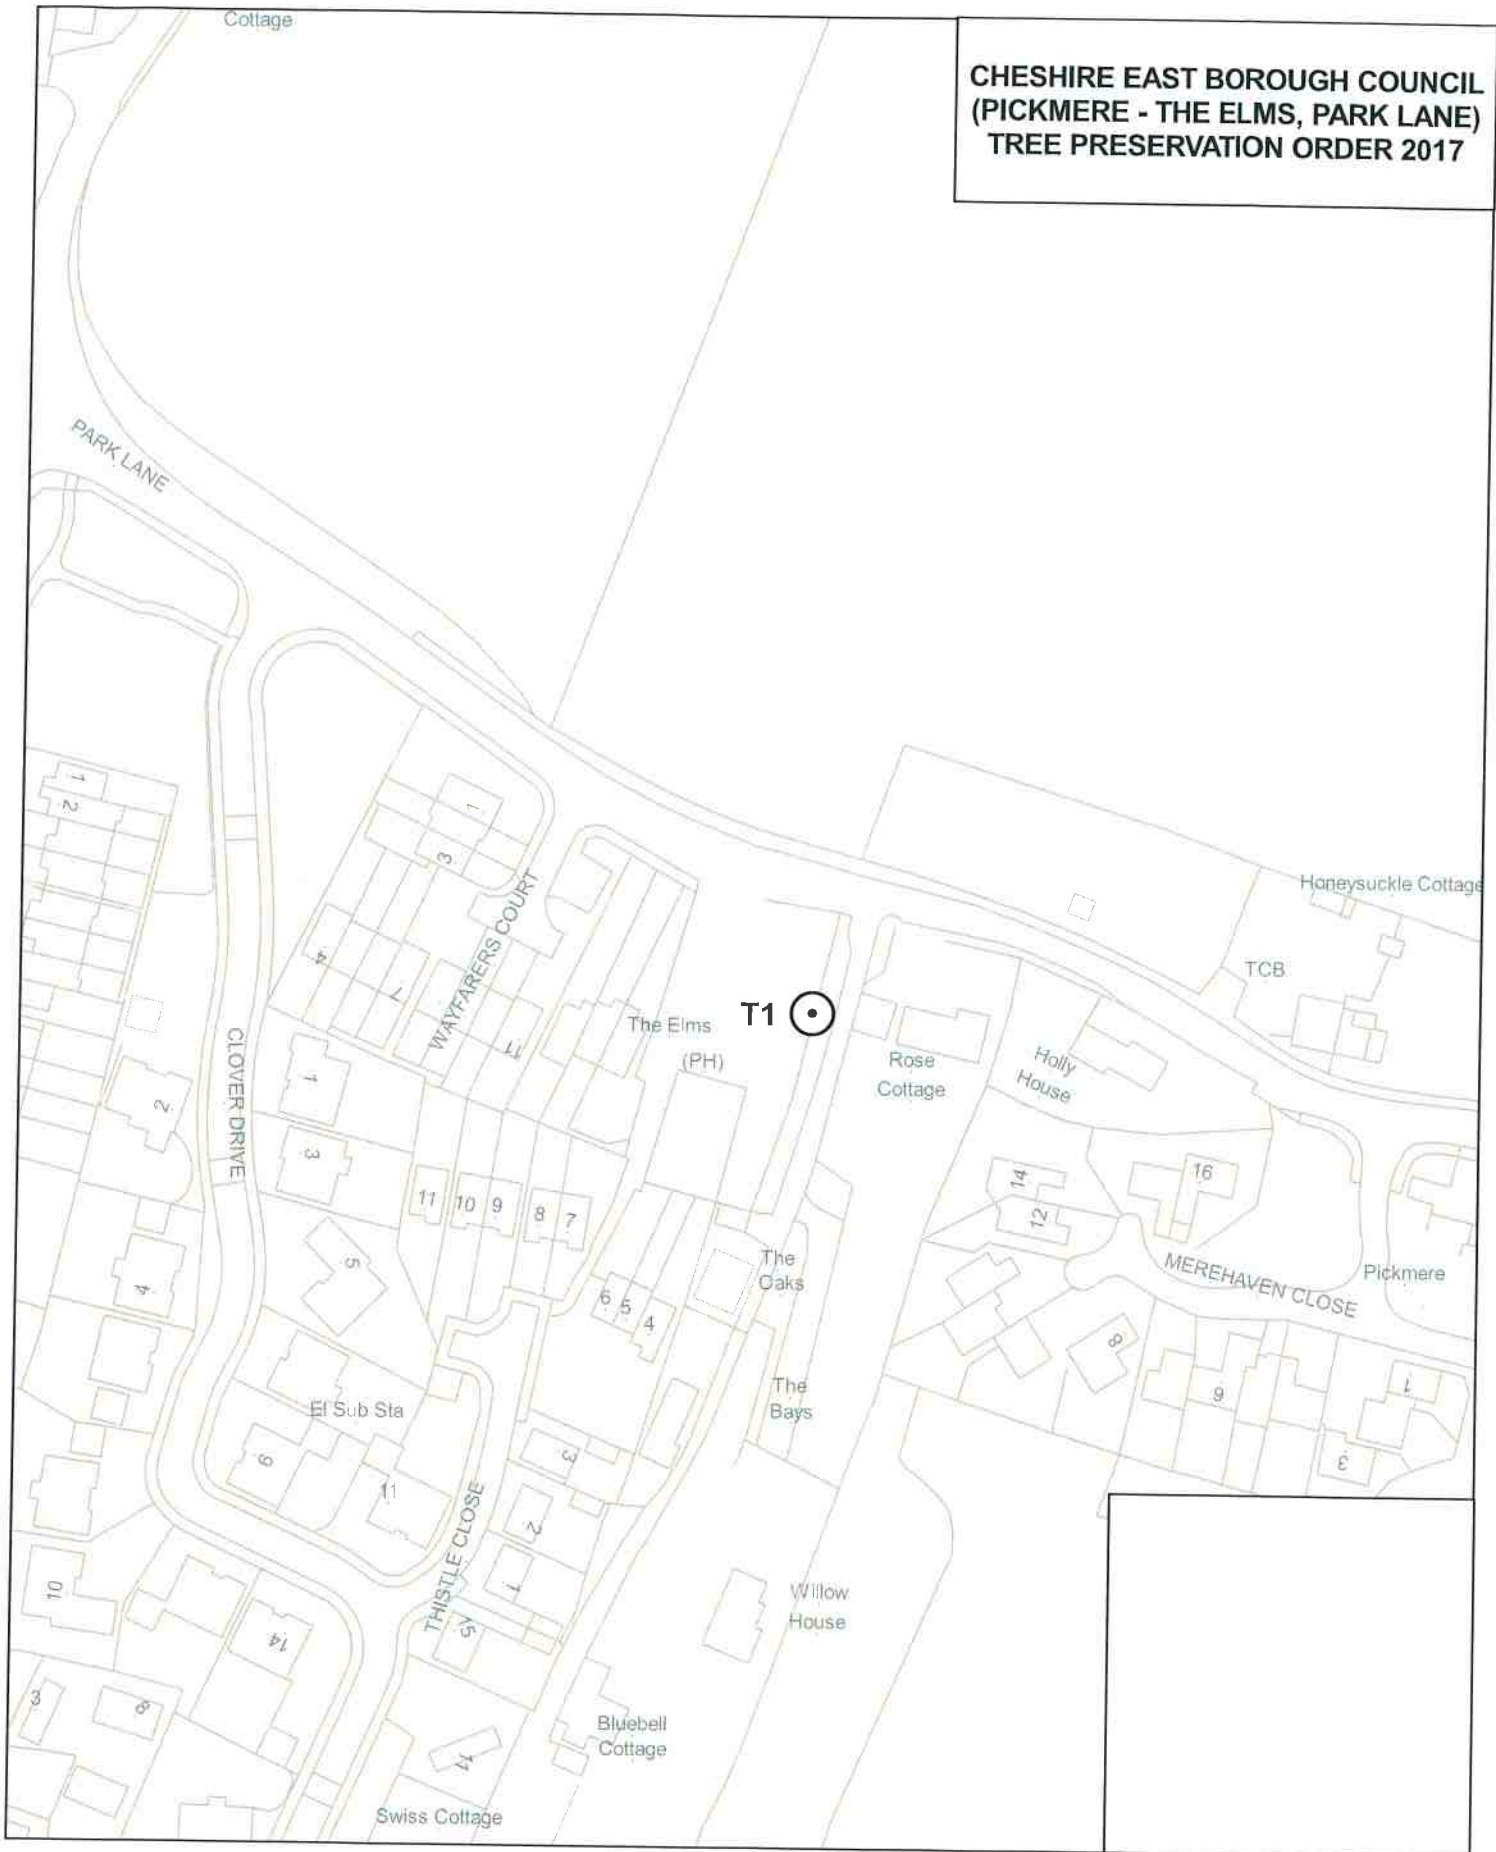 Cottage
CHESHIRE EAST BOROUGH COUNCIL
(PICKMERE - THE ELMS, PARK LANE)
TREE PRESERVATION ORDER 2017
PARK LANE
1
2
1
3
Honeysuckle Cottage
TCB
WAYFARERS COURT
4
7
11
The Elms
(PH)
T1
Rose
Cottage
Holly
House
CLOVER DRIVE
1
2
3
11
10
9
8
7
14
12
16
MEREHAVEN CLOSE
Pickmere
5
4
The
Oaks
6
5
4
8
The
Bays
El Sub Sta
9
11
THISTLE CLOSE
3
2
1
15
6
1
3
10
14
Willow
House
3
8
Bluebell
Cottage
11
Swiss Cottage